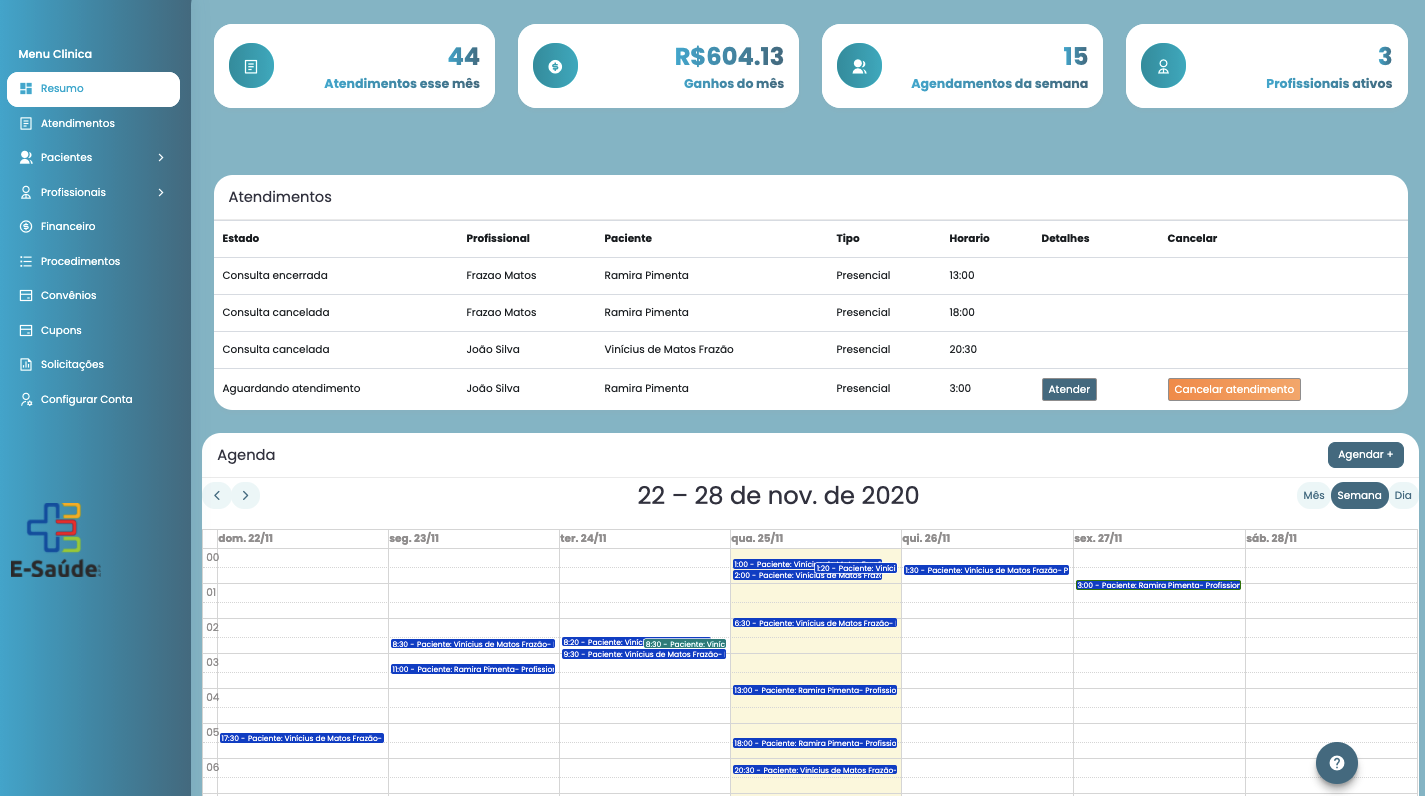 Menu Clinica
Resumo
Atendimentos
Pacientes
Profissionais
Financeiro
Procedimentos
Convênios
Cupons
Solicitações
Configurar Conta
E-Saúde
44
Atendimentos esse mês
R$604.13
Ganhos do mês
15
Agendamentos da semana
3
Profissionais ativos
Atendimentos
Estado Profissional Paciente Tipo Horario Detalhes Cancelar
Consulta encerrada Frazao Matos Ramira Pimenta Presencial 13:00
Consulta cancelada Frazao Matos Ramira Pimenta Presencial 18:00
Consulta cancelada João Silva Vinícius de Matos Frazão Presencial 20:30
Aguardando atendimento João Silva Ramira Pimenta Presencial 3:00 Atender Cancelar atendimento
Agenda Agendar +
22 – 28 de nov. de 2020 Mês Semana Dia
dom. 22/11 seg. 23/11 ter. 24/11 qua. 25/11 qui. 26/11 sex. 27/11 sáb. 28/11
00
1:00 - Paciente: Viníc
1:20 - Paciente: Viníci
2:00 - Paciente: Vinícius de Matos Frazã
1:30 - Paciente: Vinícius de Matos Frazão- P
01
3:00 - Paciente: Ramira Pimenta- Profission
02
6:30 - Paciente: Vinícius de Matos Frazão-
8:30 - Paciente: Vinícius de Matos Frazão-
8:20 - Paciente: Viníc
8:30 - Paciente: Viníc
9:30 - Paciente: Vinícius de Matos Frazão-
03
11:00 - Paciente: Ramira Pimenta- Profission
04
13:00 - Paciente: Ramira Pimenta- Profissio
05
17:30 - Paciente: Vinícius de Matos Frazão-
18:00 - Paciente: Ramira Pimenta- Profissio
06
20:30 - Paciente: Vinícius de Matos Frazão-